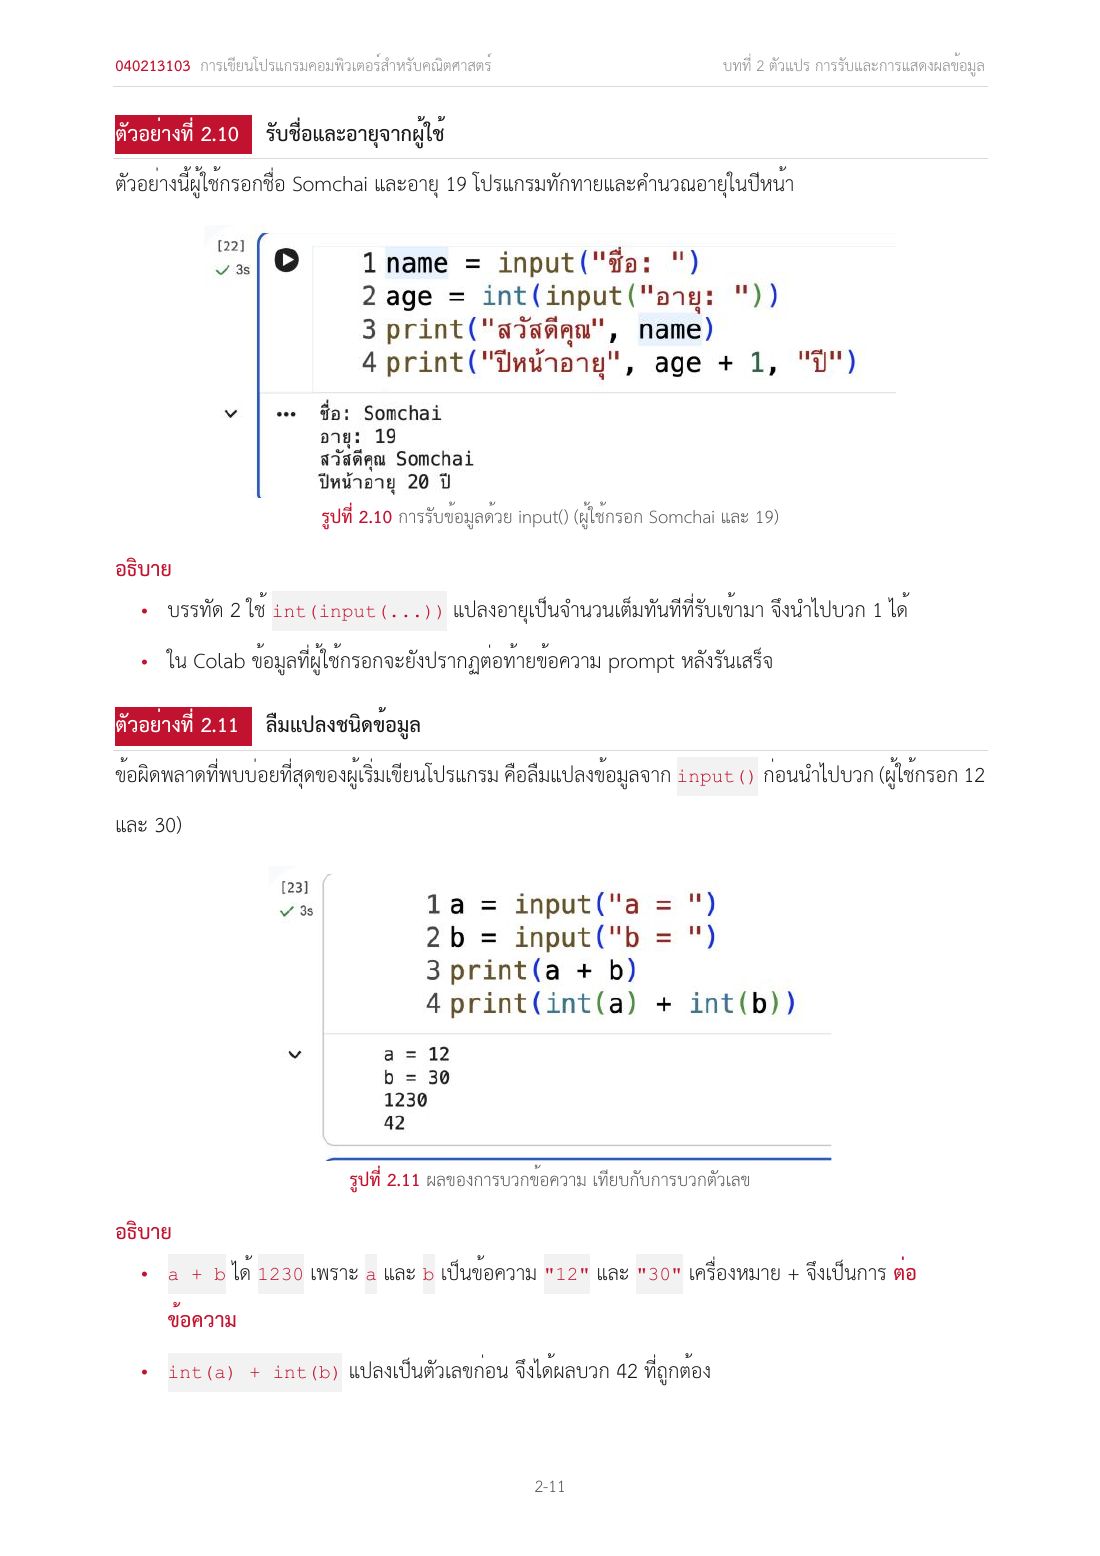 040213103 การเขียนโปรแกรมคอมพิวเตอร์สำหรับคณิตศาสตร์ บทที่ 2 ตัวแปร การรับและการแสดงผลข้อมูล
ตัวอย่างที่ 2.10 รับชื่อและอายุจากผู้ใช้
ตัวอย่างนี้ผู้ใช้กรอกชื่อ Somchai และอายุ 19 โปรแกรมทักทายและคำนวณอายุในปีหน้า
[22]
3s
1 name = input("ชื่อ: ")
2 age = int(input("อายุ: "))
3 print("สวัสดีคุณ", name)
4 print("ปีหน้าอายุ", age + 1, "ปี")
ชื่อ: Somchai
อายุ: 19
สวัสดีคุณ Somchai
ปีหน้าอายุ 20 ปี
รูปที่ 2.10 การรับข้อมูลด้วย input() (ผู้ใช้กรอก Somchai และ 19)
อธิบาย
• บรรทัด 2 ใช้ int(input(...)) แปลงอายุเป็นจำนวนเต็มทันทีที่รับเข้ามา จึงนำไปบวก 1 ได้
• ใน Colab ข้อมูลที่ผู้ใช้กรอกจะยังปรากฏต่อท้ายข้อความ prompt หลังรันเสร็จ
ตัวอย่างที่ 2.11 ลืมแปลงชนิดข้อมูล
ข้อผิดพลาดที่พบบ่อยที่สุดของผู้เริ่มเขียนโปรแกรม คือลืมแปลงข้อมูลจาก input() ก่อนนำไปบวก (ผู้ใช้กรอก 12
และ 30)
[23]
3s
1 a = input("a = ")
2 b = input("b = ")
3 print(a + b)
4 print(int(a) + int(b))
a = 12
b = 30
1230
42
รูปที่ 2.11 ผลของการบวกข้อความ เทียบกับการบวกตัวเลข
อธิบาย
• a + b ได้ 1230 เพราะ a และ b เป็นข้อความ "12" และ "30" เครื่องหมาย + จึงเป็นการ ต่อ
ข้อความ
• int(a) + int(b) แปลงเป็นตัวเลขก่อน จึงได้ผลบวก 42 ที่ถูกต้อง
2-11